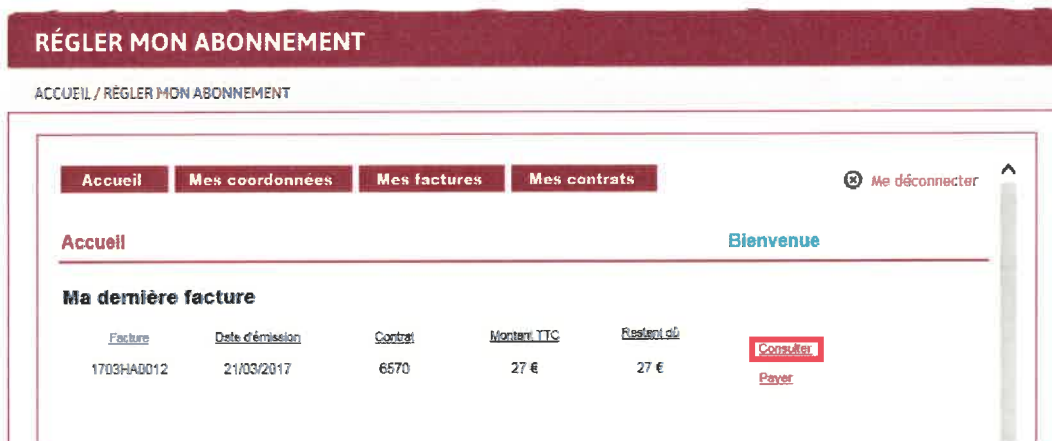 RÉGLER MON ABONNEMENT
ACCUEIL / RÉGLER MON ABONNEMENT
Accueil Mes coordonnées Mes factures Mes contrats Me déconnecter
Accueil Bienvenue
Ma dernière facture
Facture Date d'émission Contrat Montant TTC Restant dû
Consulter
1703HA0012 21/03/2017 6570 27 € 27 €
Payer